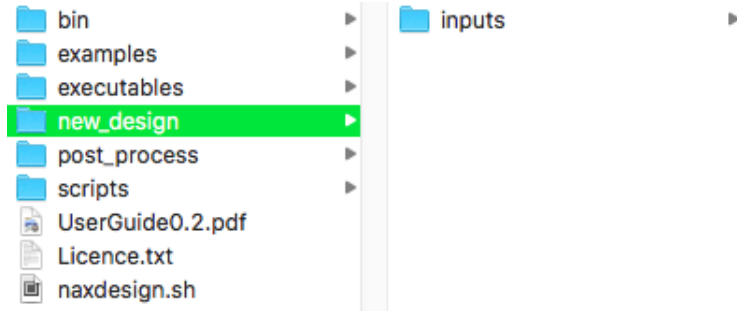 bin
examples
executables
new_design
post_process
scripts
UserGuide0.2.pdf
Licence.txt
naxdesign.sh
inputs